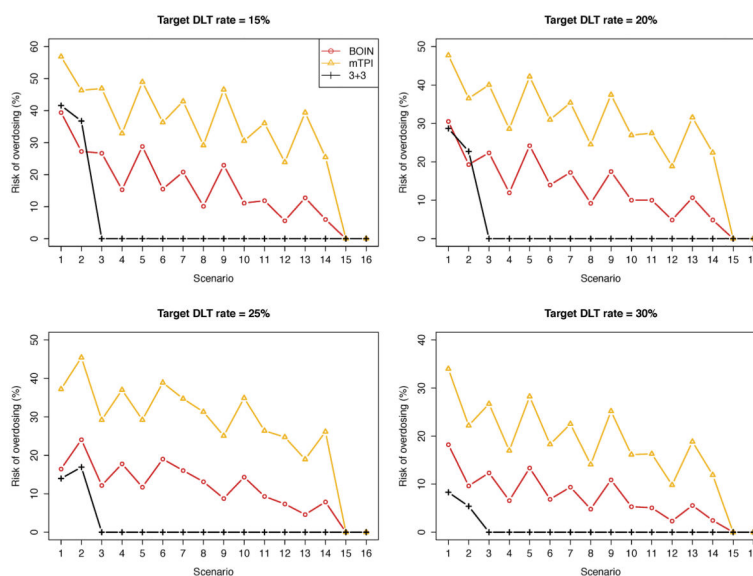 Target DLT rate = 15%
Risk of overdosing (%)
60
50
40
30
20
10
0
BOIN
mTPI
3+3
1 2 3 4 5 6 7 8 9 10 11 12 13 14 15 16
Scenario
Target DLT rate = 20%
Risk of overdosing (%)
50
40
30
20
10
0
1 2 3 4 5 6 7 8 9 10 11 12 13 14 15
Scenario
Target DLT rate = 25%
Risk of overdosing (%)
50
40
30
20
10
0
1 2 3 4 5 6 7 8 9 10 11 12 13 14 15 16
Scenario
Target DLT rate = 30%
Risk of overdosing (%)
40
30
20
10
0
1 2 3 4 5 6 7 8 9 10 11 12 13 14 15
Scenario